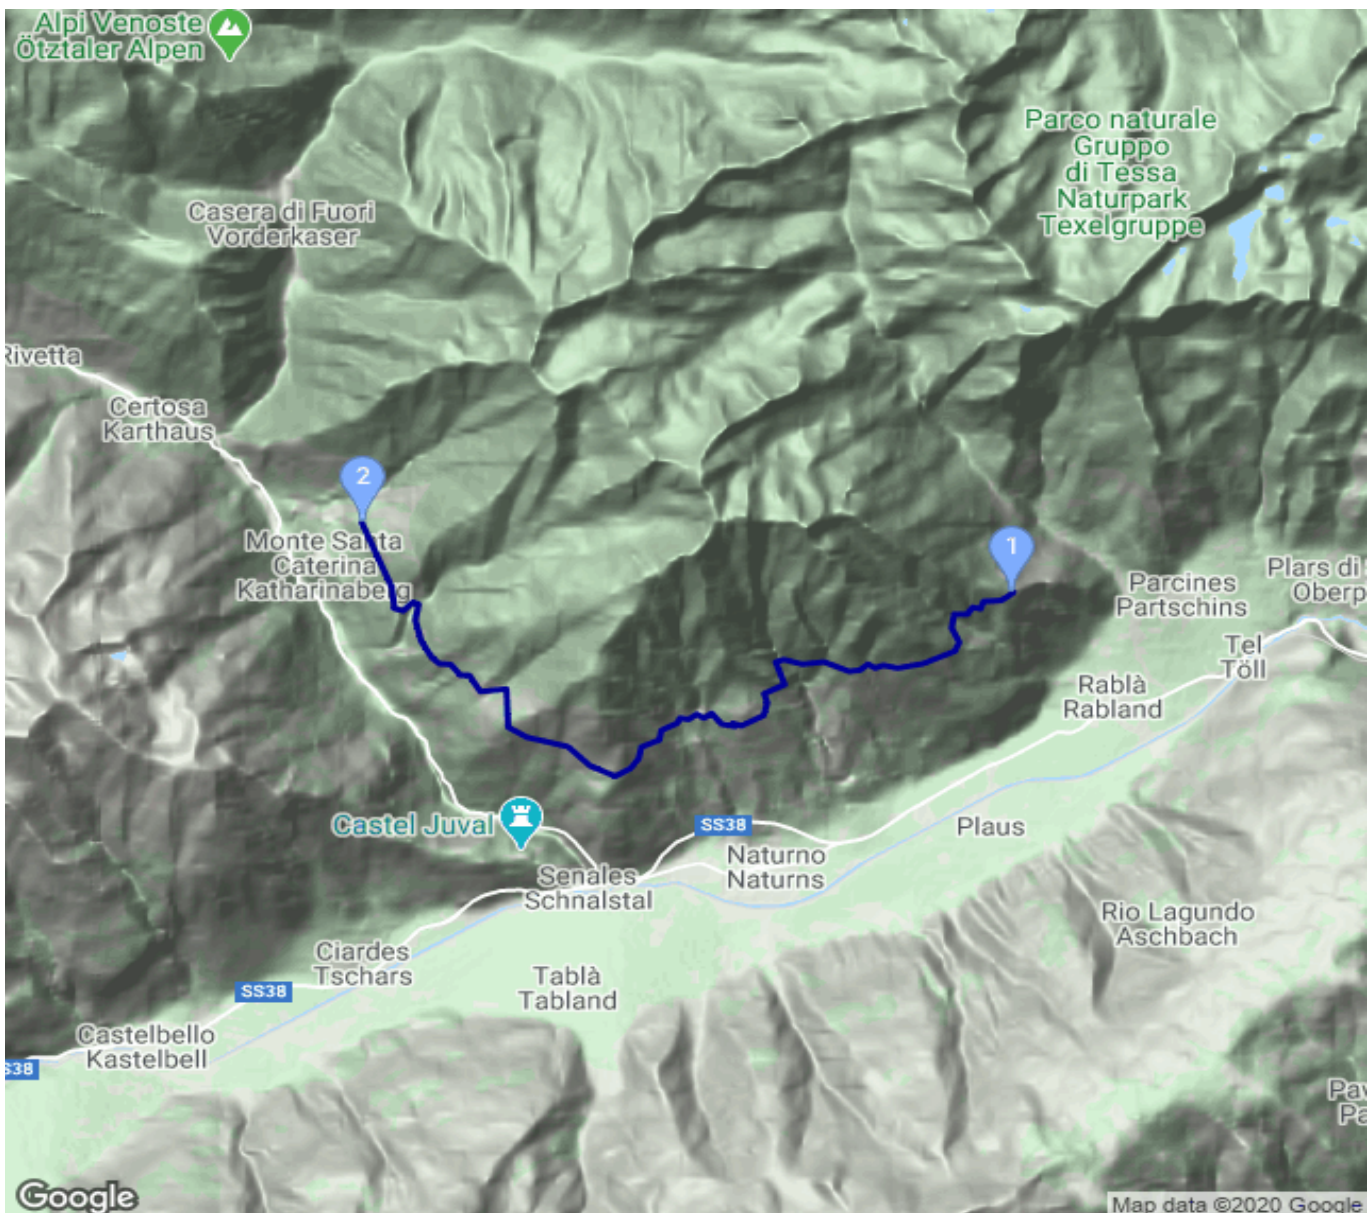 Alpi Venoste
Ötztaler Alpen
Parco naturale
Gruppo
di Tessa
Naturpark
Texelgruppe
Casera di Fuori
Vorderkaser
Rivetta
Certosa
Karthaus
2
Monte Santa
Caterina
Katharinaberg
1
Parcines
Partschins
Plars di
Oberp
Tel
Töll
Rablà
Rabland
Castel Juval
SS38
Plaus
Naturno
Naturns
Senales
Schnalstal
Rio Lagundo
Aschbach
Ciardes
Tschars
SS38
Tablà
Tabland
Castelbello
Kastelbell
S38
Pav
Pa
Google
Map data ©2020 Google